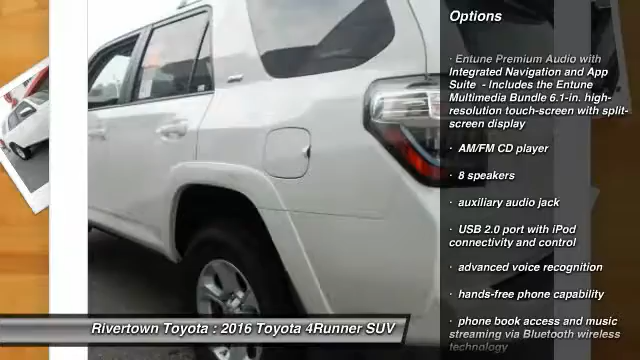 Options
· Entune Premium Audio with
Integrated Navigation and App
Suite - Includes the Entune
Multimedia Bundle 6.1-in. high-
resolution touch-screen with split-
screen display
· AM/FM CD player
· 8 speakers
· auxiliary audio jack
· USB 2.0 port with iPod
connectivity and control
· advanced voice recognition
· hands-free phone capability
· phone book access and music
streaming via Bluetooth wireless
technology
Rivertown Toyota : 2016 Toyota 4Runner SUV